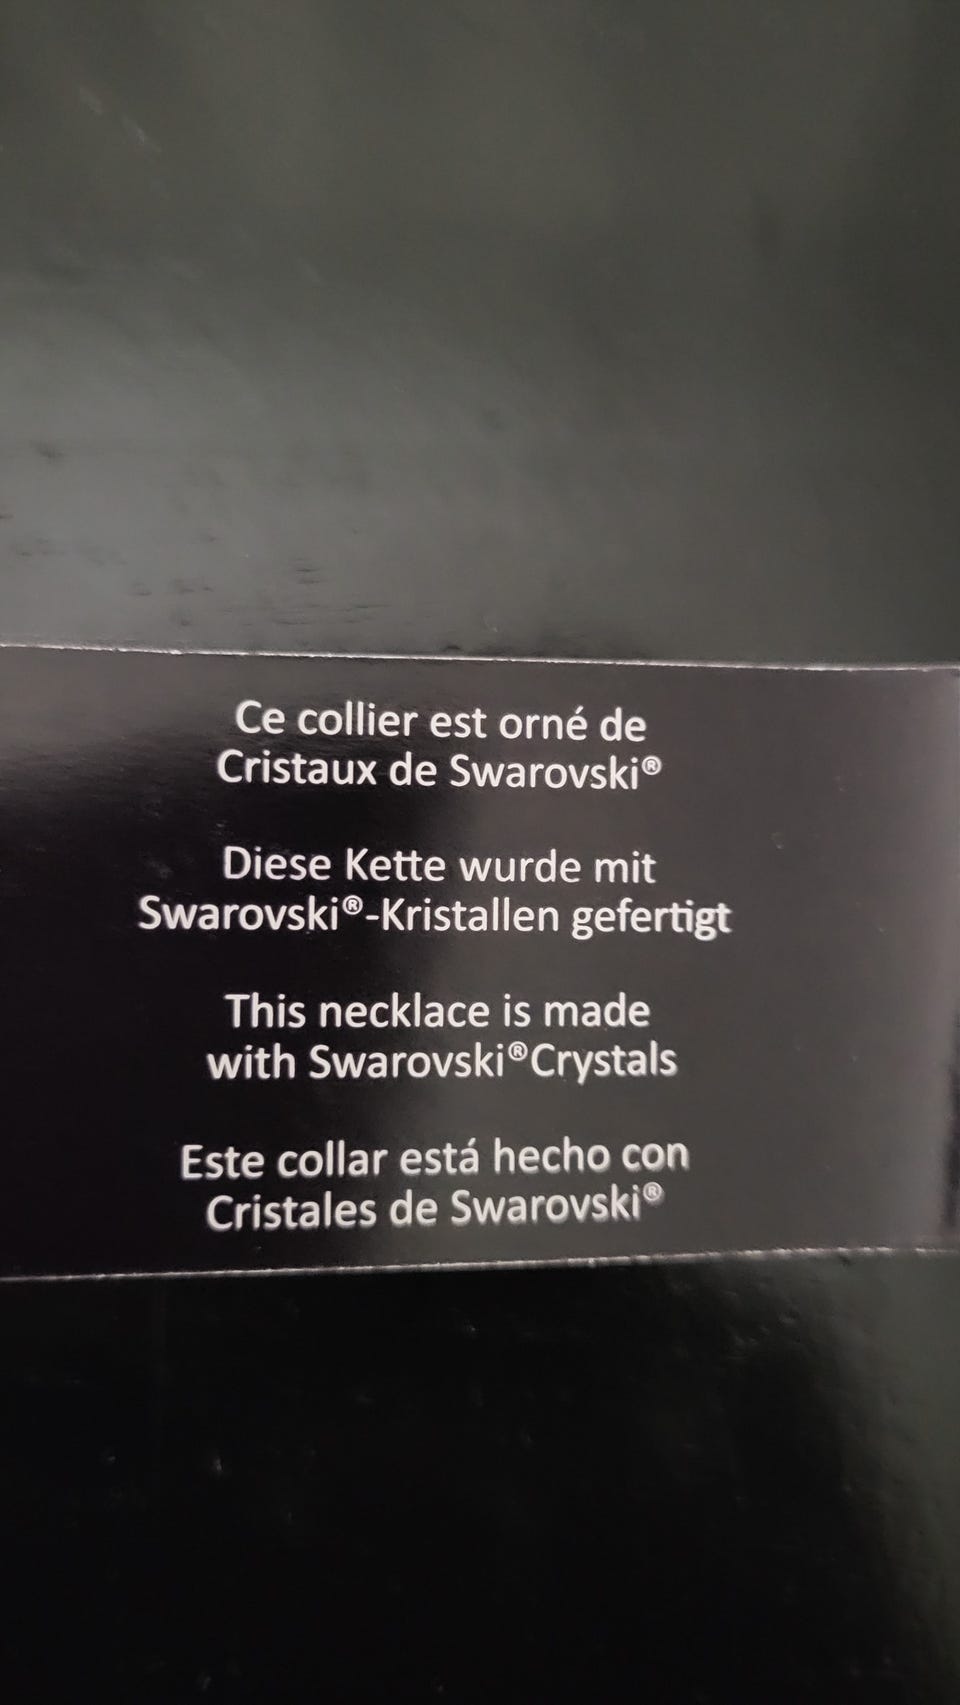 Ce collier est orné de
Cristaux de Swarovski®
Diese Kette wurde mit
Swarovski®-Kristallen gefertigt
This necklace is made
with Swarovski®Crystals
Este collar está hecho con
Cristales de Swarovski®